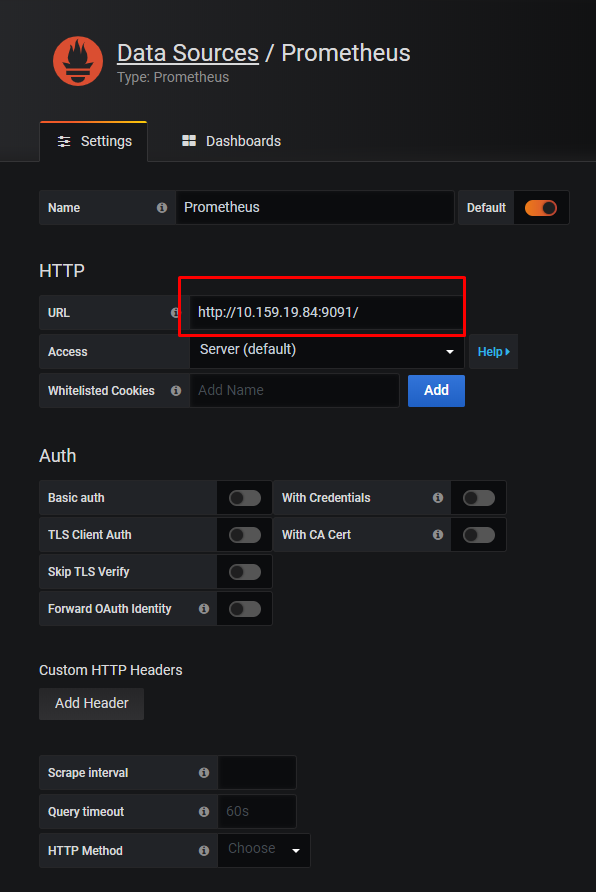 Data Sources / Prometheus
Type: Prometheus
Settings Dashboards
Name Prometheus Default
HTTP
URL http://10.159.19.84:9091/
Access Server (default) Help
Whitelisted Cookies Add Name Add
Auth
Basic auth With Credentials
TLS Client Auth With CA Cert
Skip TLS Verify
Forward OAuth Identity
Custom HTTP Headers
Add Header
Scrape interval
Query timeout 60s
HTTP Method Choose